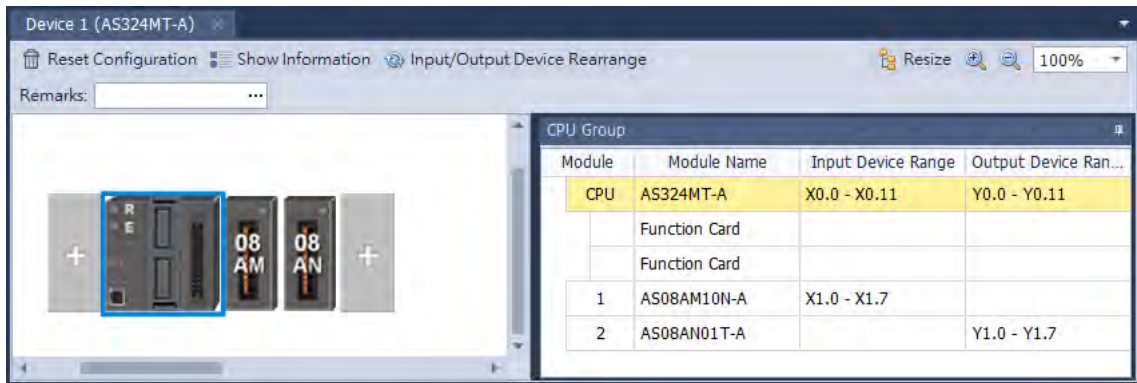 Device 1 (AS324MT-A)
Reset Configuration Show Information Input/Output Device Rearrange Resize 100%
Remarks: ...
CPU Group
Module Module Name Input Device Range Output Device Ran...
CPU AS324MT-A X0.0 - X0.11 Y0.0 - Y0.11
Function Card
Function Card
1 AS08AM10N-A X1.0 - X1.7
2 AS08AN01T-A Y1.0 - Y1.7
R
E
08
AM
08
AN